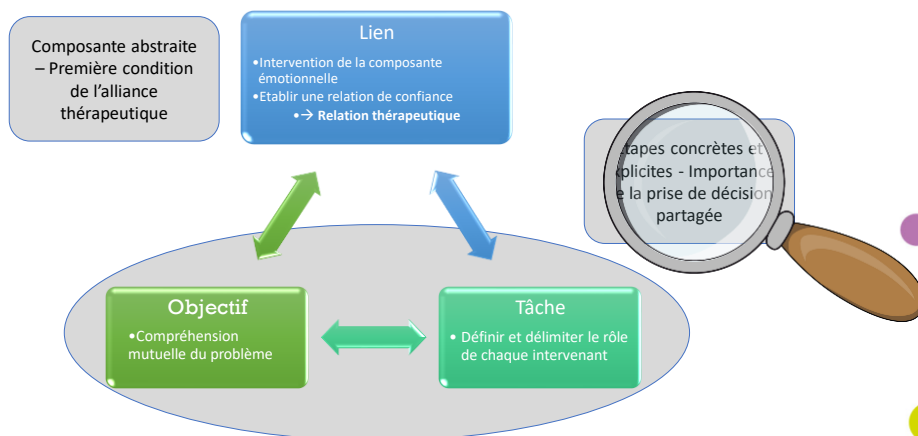 Composante abstraite
– Première condition
de l'alliance
thérapeutique
Lien
•Intervention de la composante
émotionnelle
•Etablir une relation de confiance
•→ Relation thérapeutique
tapes concrètes et
plicites - Importance
e la prise de décision
partagée
Objectif
•Compréhension
mutuelle du problème
Tâche
• Définir et délimiter le rôle
de chaque intervenant